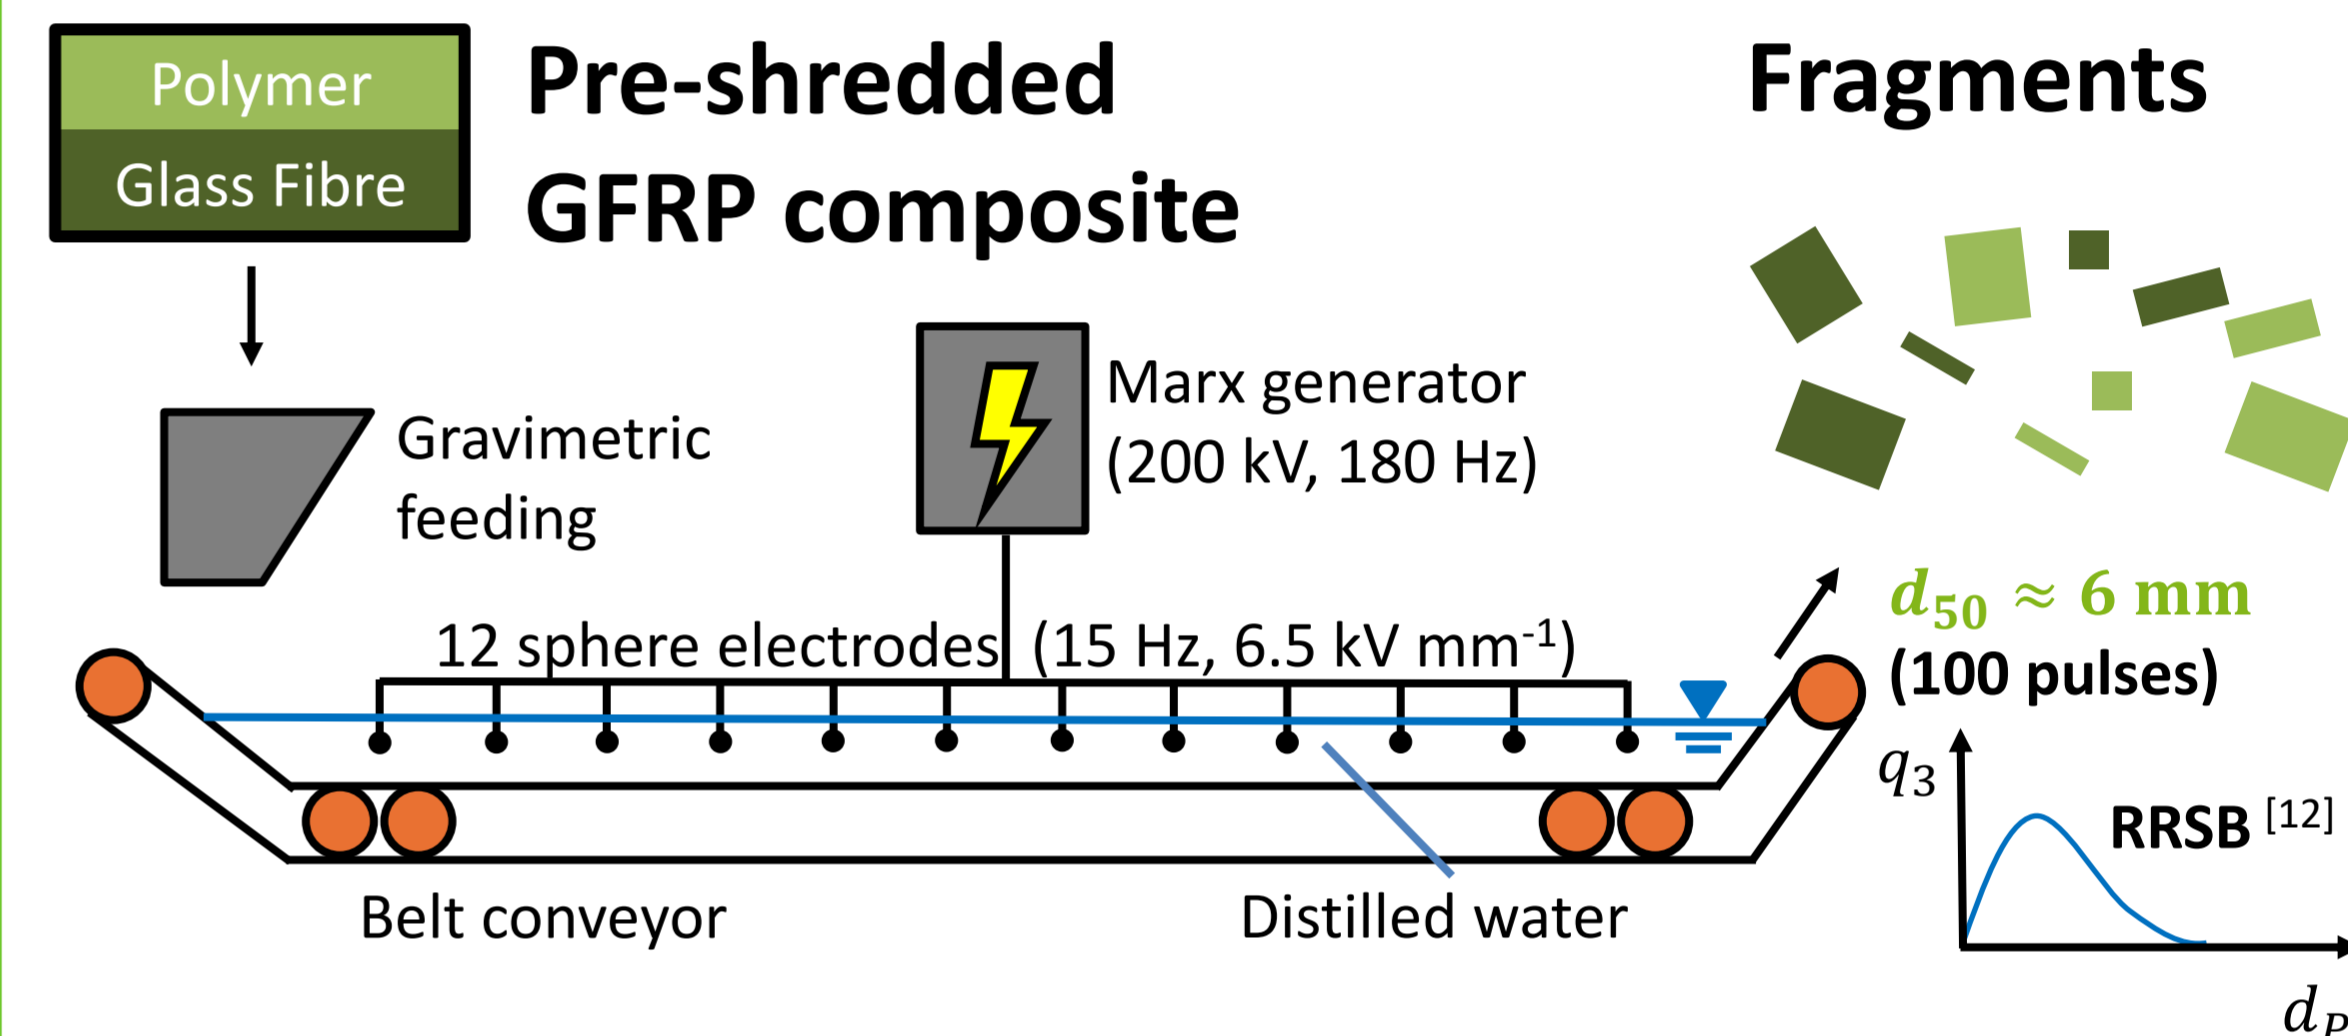 Polymer
Glass Fibre
Pre-shredded
GFRP composite
Fragments
Gravimetric
feeding
Marx generator
(200 kV, 180 Hz)
12 sphere electrodes (15 Hz, 6.5 kV mm⁻¹)
d₅₀ ≈ 6 mm
(100 pulses)
q₃
RRSB [12]
Belt conveyor
Distilled water
d_P